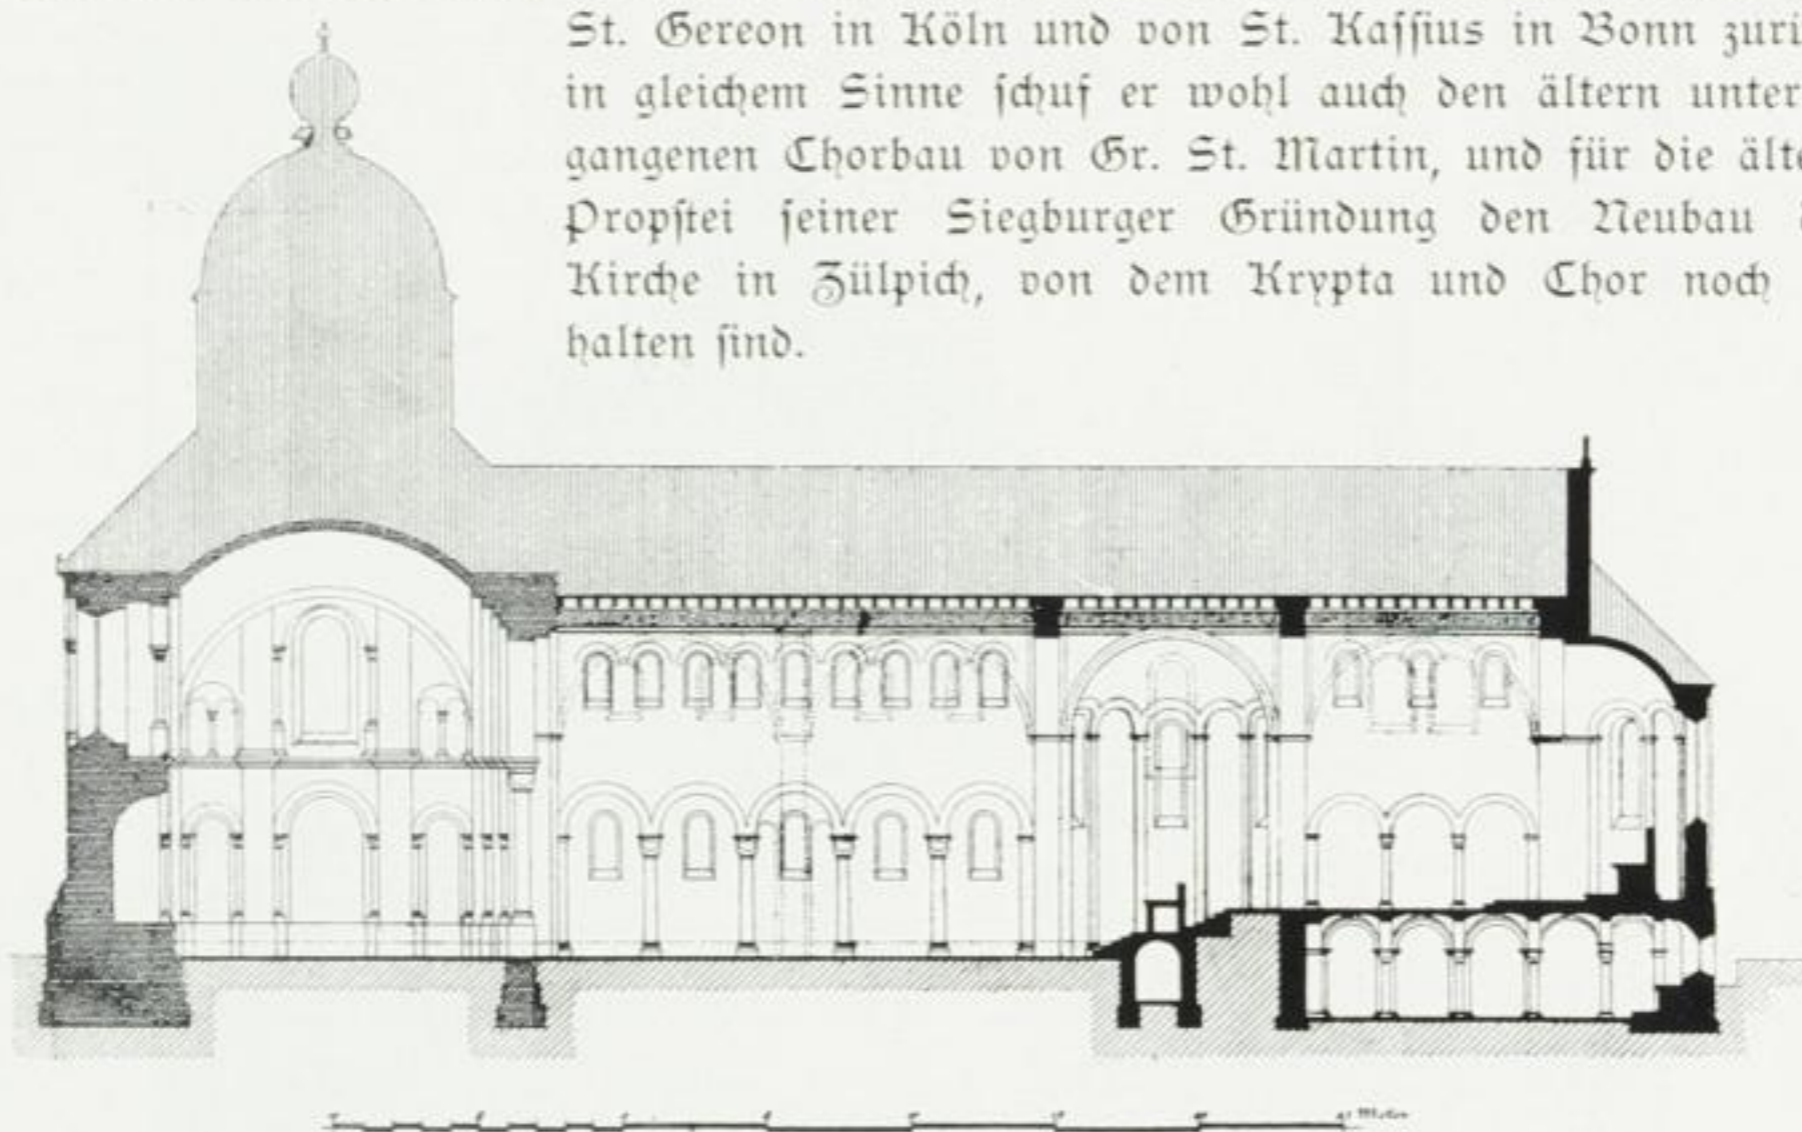 St. Gereon in Köln und von St. Kassius in Bonn zurü
in gleichem Sinne schuf er wohl auch den ältern unter
gangenen Chorbau von Gr. St. Martin, und für die älte
Propstei seiner Siegburger Gründung den Neubau
Kirche in Zülpich, von dem Krypta und Chor noch
halten sind.